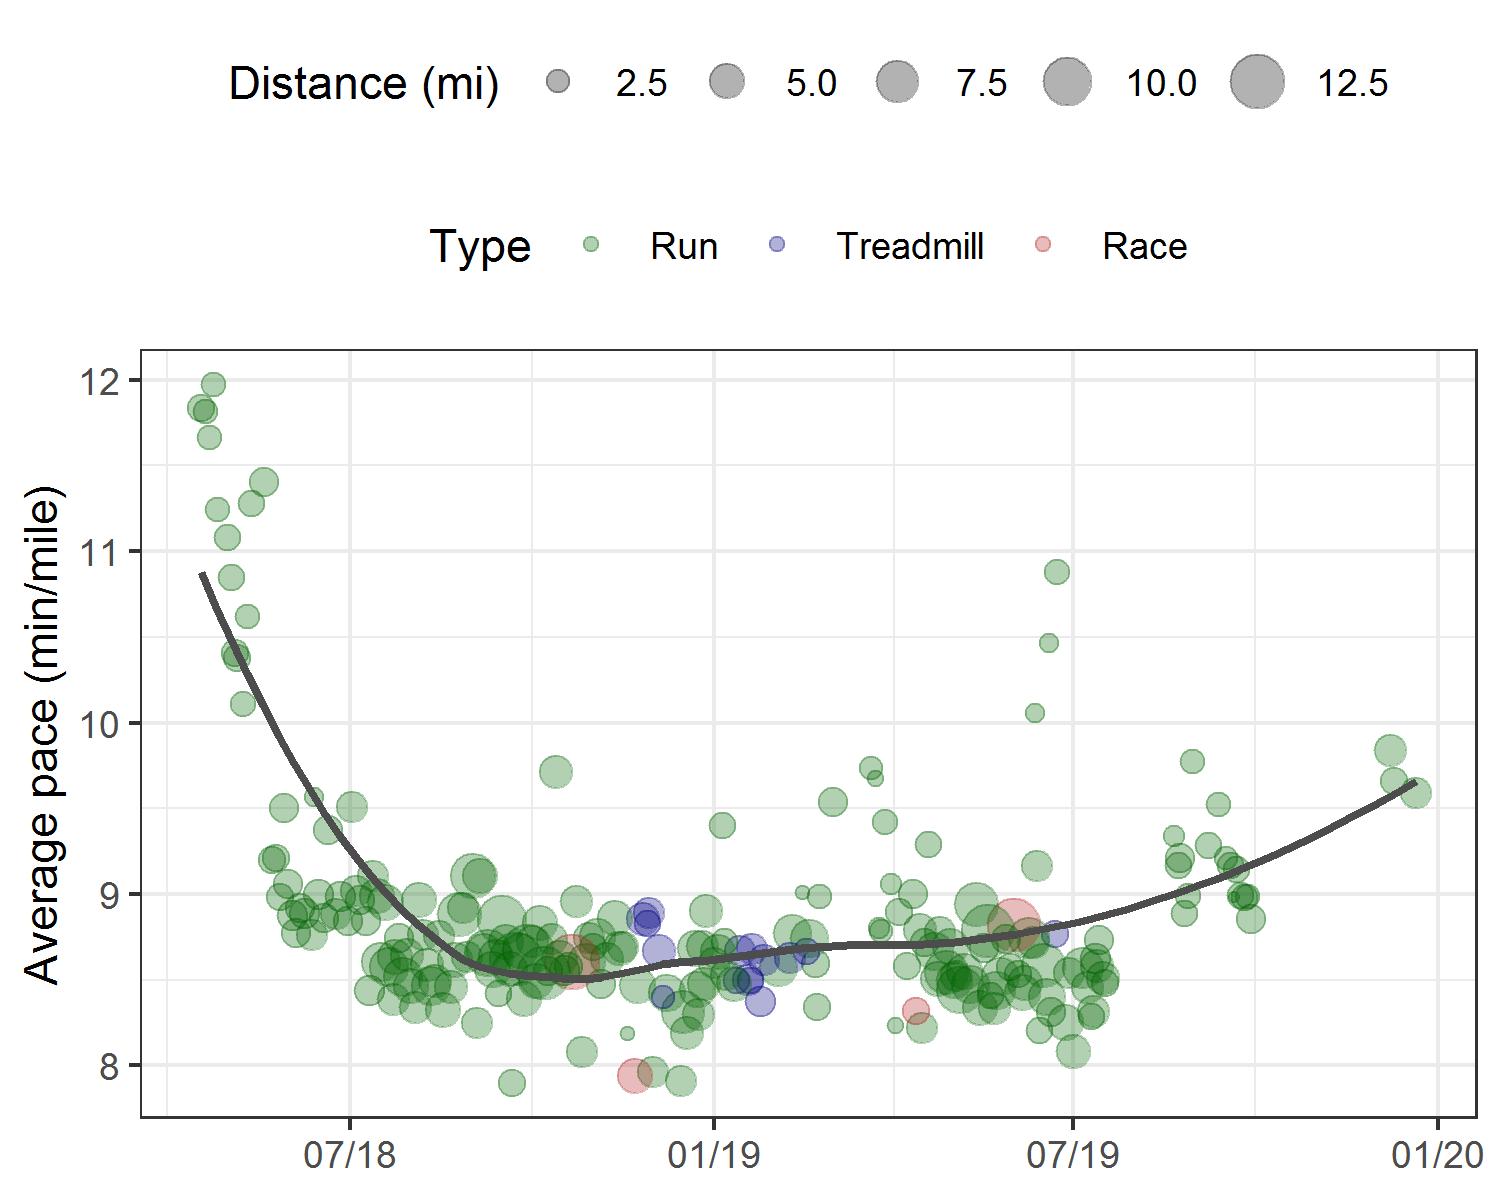 Distance (mi) 2.5 5.0 7.5 10.0 12.5
Type Run Treadmill Race
Average pace (min/mile)
12
11
10
9
8
07/18 01/19 07/19 01/20